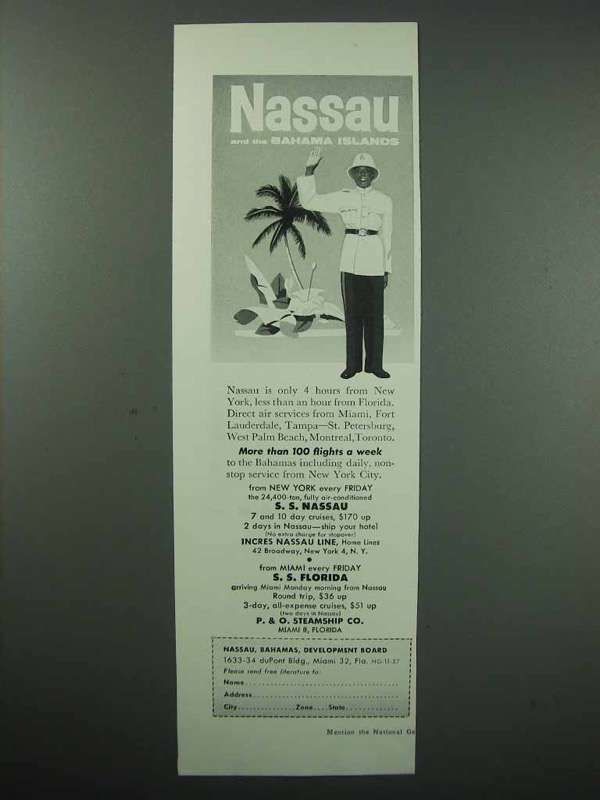 Nassau
and the BAHAMA ISLANDS
Nassau is only 4 hours from New
York, less than an hour from Florida.
Direct air services from Miami, Fort
Lauderdale, Tampa—St. Petersburg,
West Palm Beach, Montreal, Toronto.
More than 100 flights a week
to the Bahamas including daily, non-
stop service from New York City.
from NEW YORK every FRIDAY
the 24,400-ton, fully air-conditioned
S. S. NASSAU
7 and 10 day cruises, $170 up
2 days in Nassau—ship your hotel
(No extra charge for stopover)
INCRES NASSAU LINE, Home Lines
42 Broadway, New York 4, N. Y.
•
from MIAMI every FRIDAY
S. S. FLORIDA
arriving Miami Monday morning from Nassau
Round trip, $36 up
3-day, all-expense cruises, $51 up
(two days in Nassau)
P. & O. STEAMSHIP CO.
MIAMI 8, FLORIDA
NASSAU, BAHAMAS, DEVELOPMENT BOARD
1633-34 duPont Bldg., Miami 32, Fla. NG-11-57
Please send free literature to:
Name
Address
City Zone State
Mention the National Ge